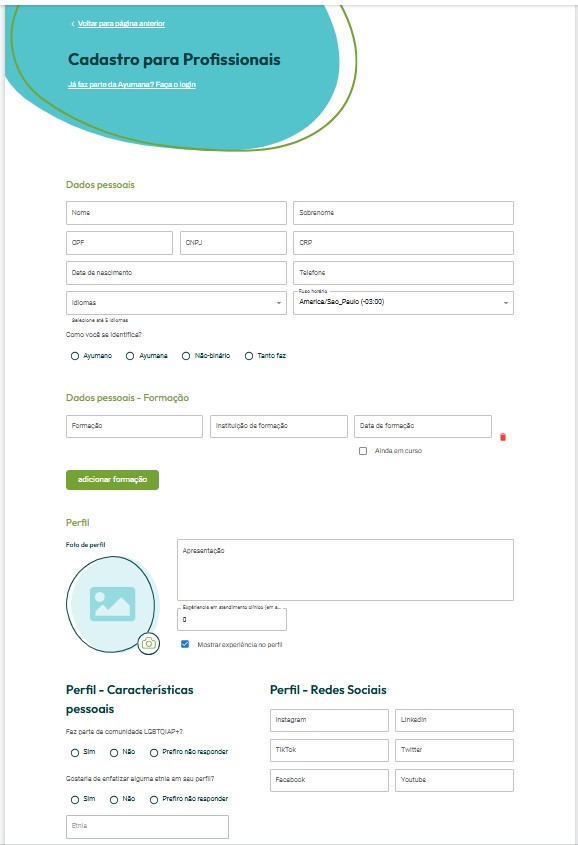 ‹ Voltar para página anterior
Cadastro para Profissionais
Já faz parte da Ayumana? Faça o login
Dados pessoais
Nome
Sobrenome
CPF
CNPJ
CRP
Data de nascimento
Telefone
Idiomas
Fuso horário
America/Sao_Paulo (-03:00)
Selecione até 5 idiomas
Como você se identifica?
Ayumano
Ayumana
Não-binário
Tanto faz
Dados pessoais - Formação
Formação
Instituição de formação
Data de formação
Ainda em curso
adicionar formação
Perfil
Foto de perfil
Apresentação
Experiencia em atendimento clínico (em a...
0
Mostrar experiência no perfil
Perfil - Características
pessoais
Faz parte da comunidade LGBTQIAP+?
Sim
Não
Prefiro não responder
Gostaria de enfatizar alguma etnia em seu perfil?
Sim
Não
Prefiro não responder
Etnia
Perfil - Redes Sociais
Instagram
Linkedin
TikTok
Twitter
Facebook
Youtube